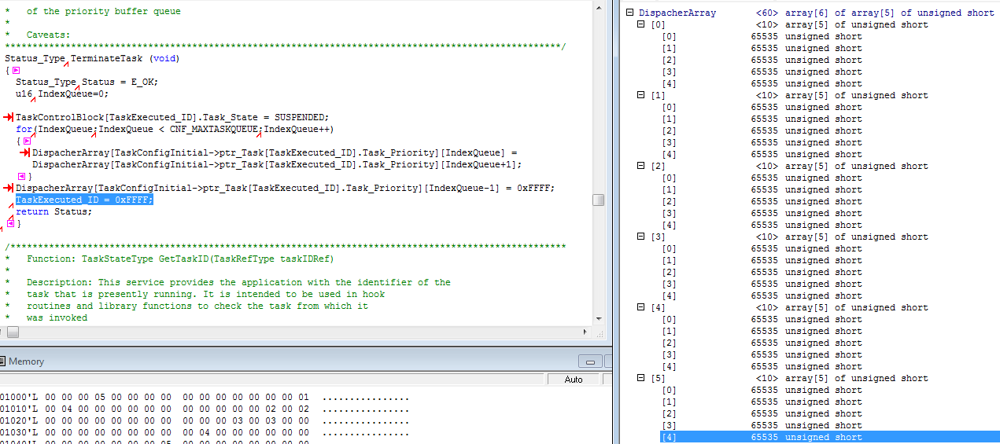 *   of the priority buffer queue
*
*   Caveats:
*****************************************************************************************************/
Status_Type TerminateTask (void)
{
Status_Type Status = E_OK;
u16 IndexQueue=0;
TaskControlBlock[TaskExecuted_ID].Task_State = SUSPENDED;
for(IndexQueue;IndexQueue < CNF_MAXTASKQUEUE;IndexQueue++)
{
DispacherArray[TaskConfigInitial->ptr_Task[TaskExecuted_ID].Task_Priority][IndexQueue] =
DispacherArray[TaskConfigInitial->ptr_Task[TaskExecuted_ID].Task_Priority][IndexQueue+1];
}
DispacherArray[TaskConfigInitial->ptr_Task[TaskExecuted_ID].Task_Priority][IndexQueue-1] = 0xFFFF;
TaskExecuted_ID = 0xFFFF;
return Status;
}
/*****************************************************************************************************
*   Function: TaskStateType GetTaskID(TaskRefType taskIDRef)
*
*   Description: This service provides the application with the identifier of the
*   task that is presently running. It is intended to be used in hook
*   routines and library functions to check the task from which it
*   was invoked
Memory
Auto
01000'L 00 00 00 05 00 00 00 00  00 00 00 00 00 00 00 01  ................
01010'L 00 04 00 00 00 00 00 00  00 00 00 00 00 02 00 02  ................
01020'L 00 00 00 00 00 00 00 00  00 00 00 03 00 03 00 00  ................
01030'L 00 00 00 00 00 00 00 00  00 04 00 00 00 00 00 00  ................
01040'L 00 00 00 00 00 00 00 05  00 00 00 00 00 00 00 00  ................
DispacherArray <60> array[6] of array[5] of unsigned short
[0] <10> array[5] of unsigned short
[0] 65535 unsigned short
[1] 65535 unsigned short
[2] 65535 unsigned short
[3] 65535 unsigned short
[4] 65535 unsigned short
[1] <10> array[5] of unsigned short
[0] 65535 unsigned short
[1] 65535 unsigned short
[2] 65535 unsigned short
[3] 65535 unsigned short
[4] 65535 unsigned short
[2] <10> array[5] of unsigned short
[0] 65535 unsigned short
[1] 65535 unsigned short
[2] 65535 unsigned short
[3] 65535 unsigned short
[4] 65535 unsigned short
[3] <10> array[5] of unsigned short
[0] 65535 unsigned short
[1] 65535 unsigned short
[2] 65535 unsigned short
[3] 65535 unsigned short
[4] 65535 unsigned short
[4] <10> array[5] of unsigned short
[0] 65535 unsigned short
[1] 65535 unsigned short
[2] 65535 unsigned short
[3] 65535 unsigned short
[4] 65535 unsigned short
[5] <10> array[5] of unsigned short
[0] 65535 unsigned short
[1] 65535 unsigned short
[2] 65535 unsigned short
[3] 65535 unsigned short
[4] 65535 unsigned short